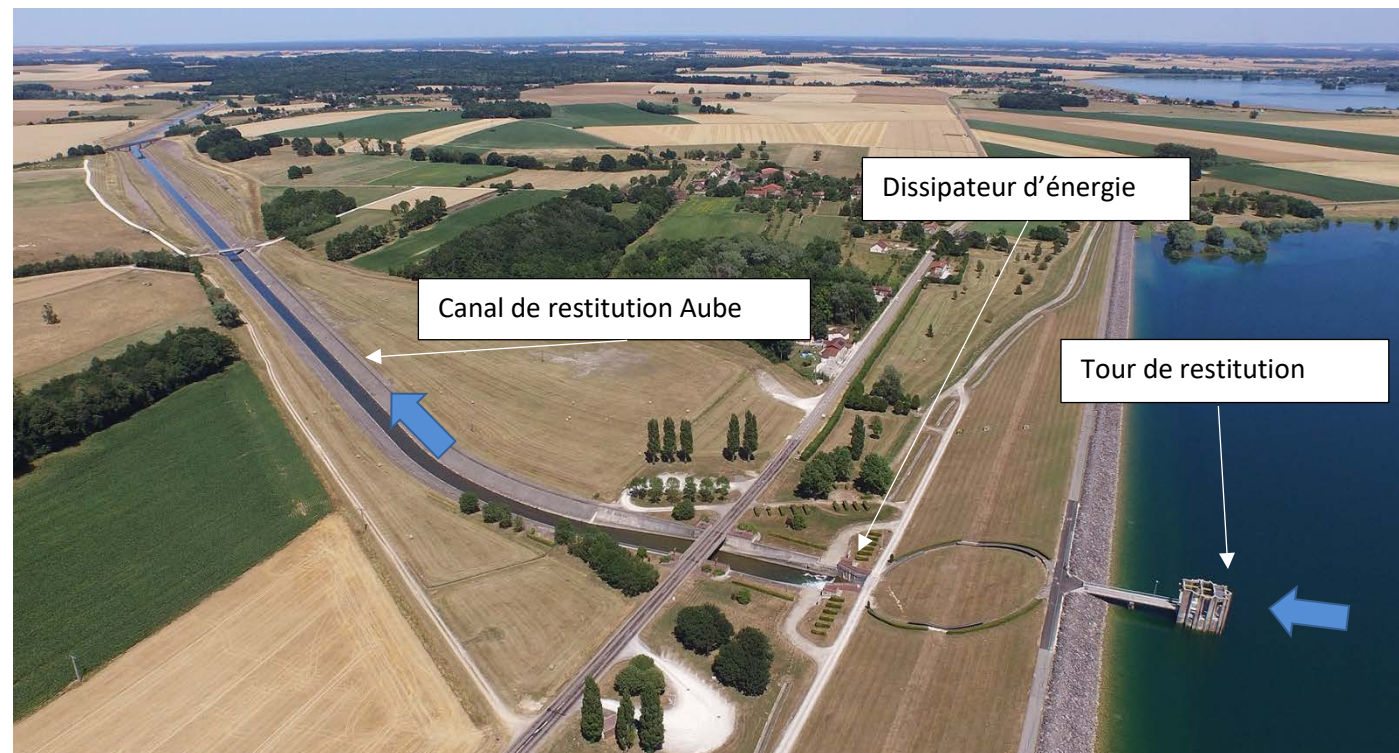 Dissipateur d’énergie
Canal de restitution Aube
Tour de restitution